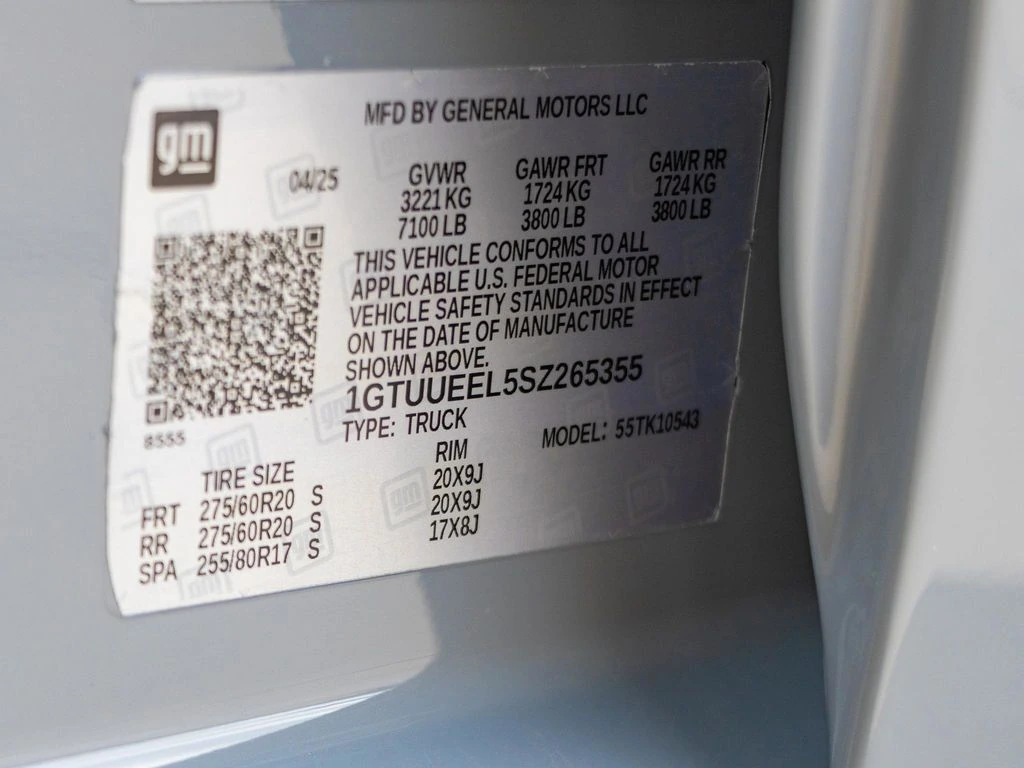 gm
MFD BY GENERAL MOTORS LLC
04/25
GVWR GAWR FRT GAWR RR
3221 KG 1724 KG 1724 KG
7100 LB 3800 LB 3800 LB
THIS VEHICLE CONFORMS TO ALL
APPLICABLE U.S. FEDERAL MOTOR
VEHICLE SAFETY STANDARDS IN EFFECT
ON THE DATE OF MANUFACTURE
SHOWN ABOVE.
1GTUUEEL5SZ265355
8555
TYPE: TRUCK MODEL: 55TK10543
TIRE SIZE RIM
FRT 275/60R20 S 20X9J
RR 275/60R20 S 20X9J
SPA 255/80R17 S 17X8J